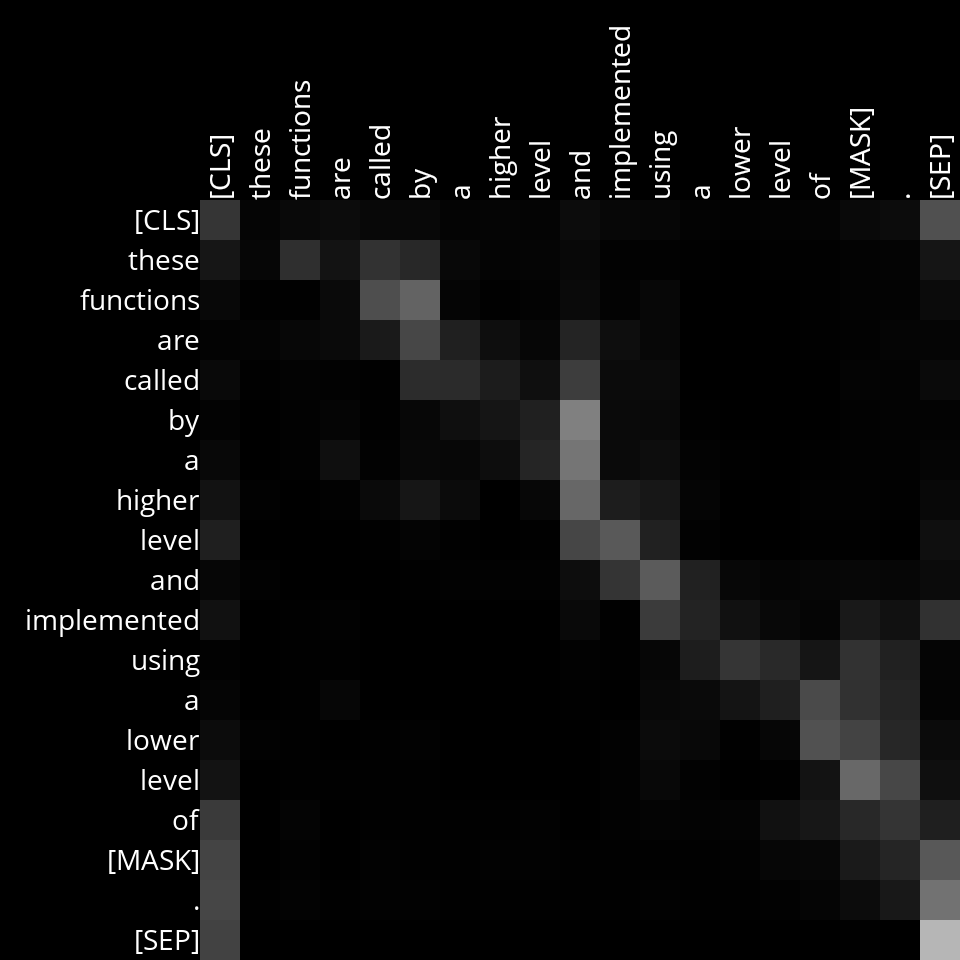 [CLS]
these
functions
are
called
by
a
higher
level
and
implemented
using
a
lower
level
of
[MASK]
.
[SEP]
[CLS]
these
functions
are
called
by
a
higher
level
and
implemented
using
a
lower
level
of
[MASK]
.
[SEP]